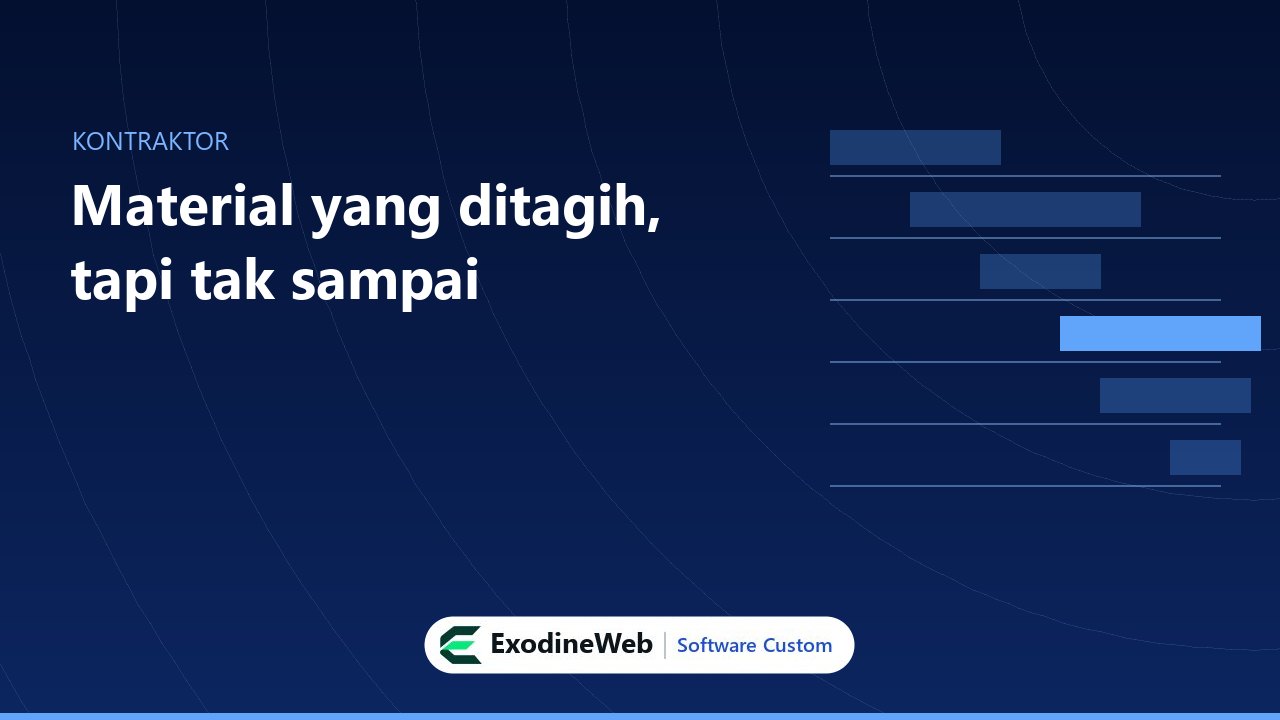 KONTRAKTOR
Material yang ditagih,
tapi tak sampai
ExodineWeb | Software Custom